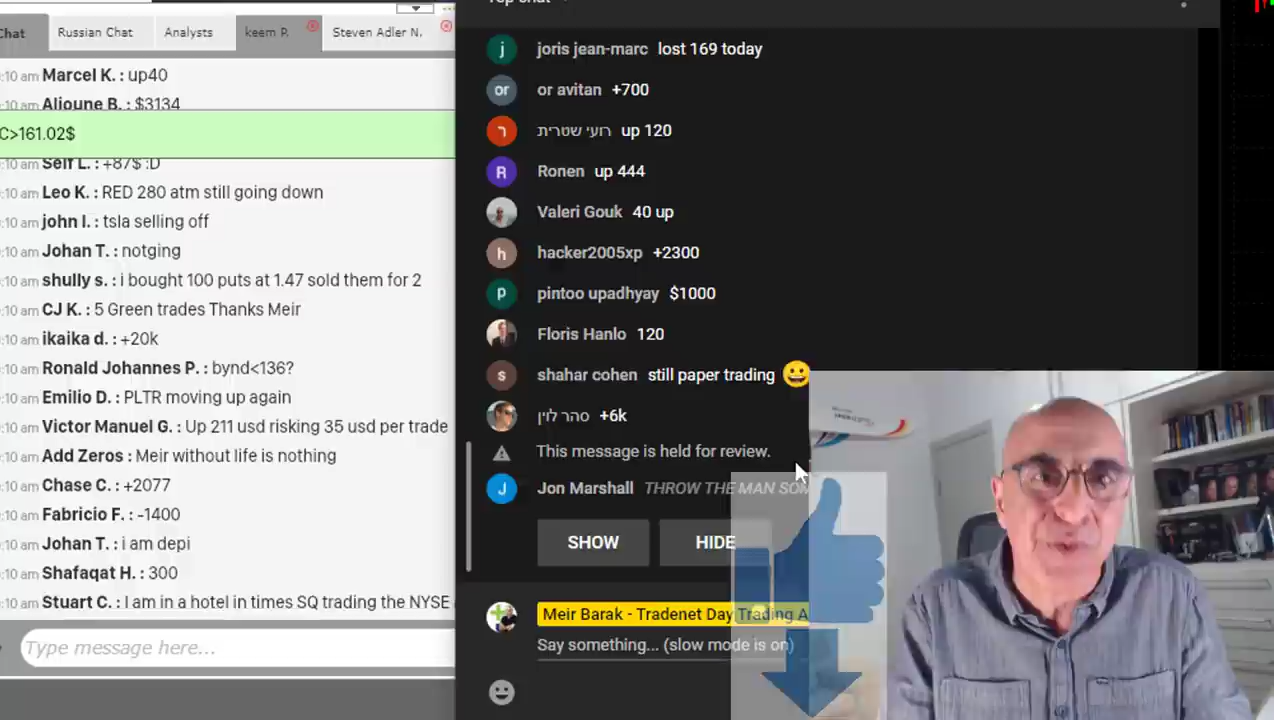 Chat
Russian Chat
Analysts
keem P.
Steven Adler N.
:10 am Marcel K. : up40
:10 am Alioune B. : $3134
C>161.02$
:10 am Self L. : +87$ :D
:10 am Leo K. : RED 280 atm still going down
:10 am john I. : tsla selling off
:10 am Johan T. : notging
:10 am shully s. : i bought 100 puts at 1.47 sold them for 2
:10 am CJ K. : 5 Green trades Thanks Meir
:10 am ikaika d. : +20k
:10 am Ronald Johannes P. : bynd<136?
:10 am Emilio D. : PLTR moving up again
:10 am Victor Manuel G. : Up 211 usd risking 35 usd per trade
:10 am Add Zeros : Meir without life is nothing
:10 am Chase C. : +2077
:10 am Fabricio F. : -1400
:10 am Johan T. : i am depi
:10 am Shafaqat H. : 300
:10 am Stuart C. : I am in a hotel in times SQ trading the NYSE
Type message here...
Top chat
j joris jean-marc lost 169 today
or or avitan +700
ר רועי שטרית up 120
R Ronen up 444
Valeri Gouk 40 up
h hacker2005xp +2300
p pintoo upadhyay $1000
Floris Hanlo 120
s shahar cohen still paper trading
סהר לוין +6k
This message is held for review.
J Jon Marshall THROW THE MAN SOM
SHOW HIDE
Meir Barak - Tradenet Day Trading A
Say something... (slow mode is on)